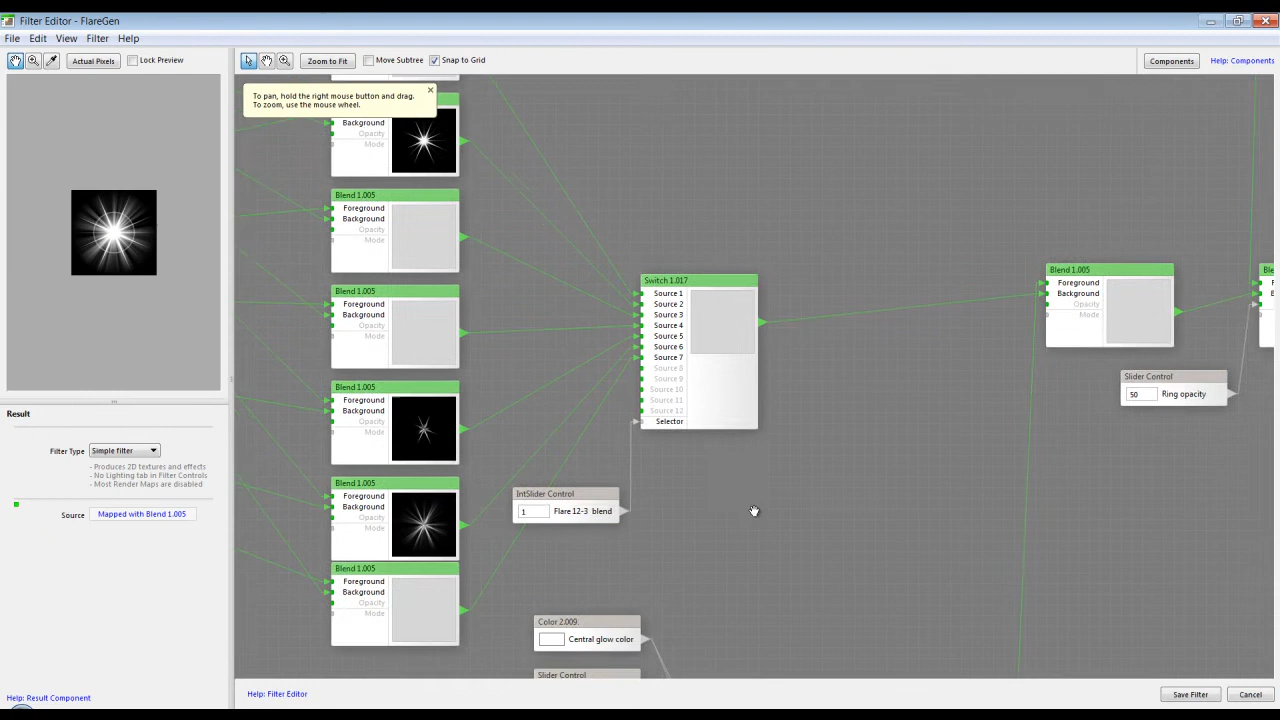 Filter Editor - FlareGen
File Edit View Filter Help
Actual Pixels Lock Preview Zoom to Fit Move Subtree Snap to Grid Components Help: Components
To pan, hold the right mouse button and drag.
To zoom, use the mouse wheel.
Background
Opacity
Mode
Blend 1.005
Foreground
Background
Opacity
Mode
Blend 1.005
Foreground
Background
Opacity
Mode
Blend 1.005
Foreground
Background
Opacity
Mode
Blend 1.005
Foreground
Background
Opacity
Mode
Blend 1.005
Foreground
Background
Opacity
Mode
Switch 1.017
Source 1
Source 2
Source 3
Source 4
Source 5
Source 6
Source 7
Source 8
Source 9
Source 10
Source 11
Source 12
Selector
IntSlider Control
1 Flare 12-3 blend
Color 2.009
Central glow color
Slider Control
Blend 1.005
Foreground
Background
Opacity
Mode
Slider Control
50 Ring opacity
Result
Filter Type Simple filter
- Produces 2D textures and effects
- No Lighting tab in Filter Controls
- Most Render Maps are disabled
Source Mapped with Blend 1.005
Help: Result Component
Help: Filter Editor
Save Filter Cancel